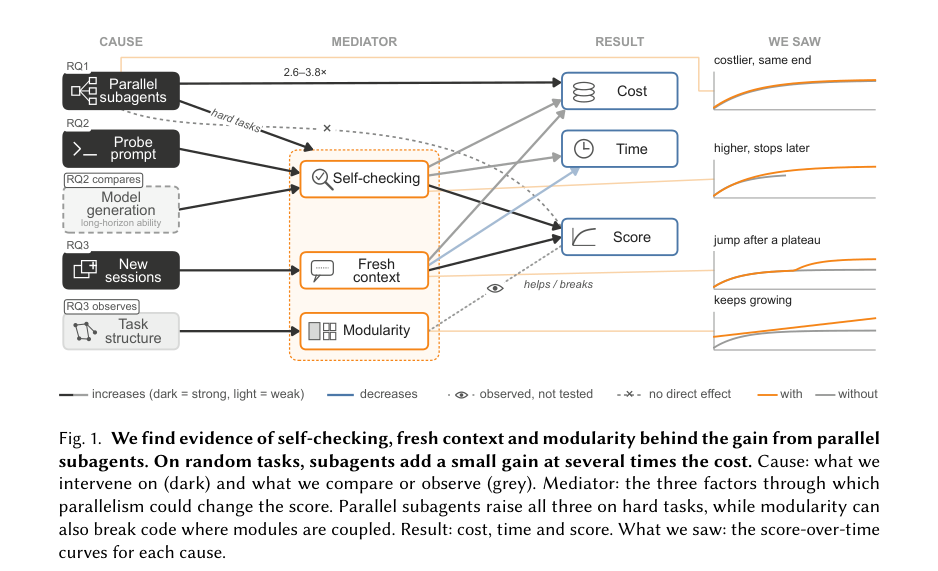 CAUSE
MEDIATOR
RESULT
WE SAW
RQ1
Parallel
subagents
2.6–3.8×
hard tasks
×
Cost
costlier, same end
RQ2
Probe
prompt
Self-checking
Time
higher, stops later
RQ2 compares
Model
generation
long-horizon ability
Score
RQ3
New
sessions
Fresh
context
jump after a plateau
helps / breaks
RQ3 observes
Task
structure
Modularity
keeps growing
increases (dark = strong, light = weak)
decreases
observed, not tested
no direct effect
with
without
Fig. 1. We find evidence of self-checking, fresh context and modularity behind the gain from parallel
subagents. On random tasks, subagents add a small gain at several times the cost. Cause: what we
intervene on (dark) and what we compare or observe (grey). Mediator: the three factors through which
parallelism could change the score. Parallel subagents raise all three on hard tasks, while modularity can
also break code where modules are coupled. Result: cost, time and score. What we saw: the score-over-time
curves for each cause.